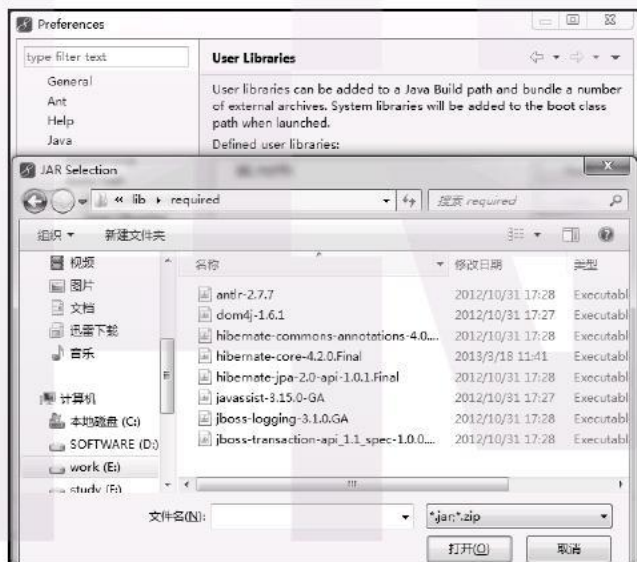 Preferences
type filter text
General
Ant
Help
Java
User Libraries
User libraries can be added to a Java Build path and bundle a number
of external archives. System libraries will be added to the boot class
path when launched.
Defined user libraries:
JAR Selection
« lib ▸ required
搜索 required
组织 新建文件夹
视频
图片
文档
迅雷下载
音乐
计算机
本地磁盘 (C:)
SOFTWARE (D:)
work (E:)
study (F:)
名称 修改日期 类型
antlr-2.7.7 2012/10/31 17:28 Executabl
dom4j-1.6.1 2012/10/31 17:27 Executabl
hibernate-commons-annotations-4.0.... 2012/10/31 17:28 Executabl
hibernate-core-4.2.0.Final 2013/3/18 11:41 Executabl
hibernate-jpa-2.0-api-1.0.1.Final 2012/10/31 17:28 Executabl
javassist-3.15.0-GA 2012/10/31 17:27 Executabl
jboss-logging-3.1.0.GA 2012/10/31 17:28 Executabl
jboss-transaction-api_1.1_spec-1.0.0.... 2012/10/31 17:28 Executabl
文件名(N): *.jar;*.zip
打开(O) 取消